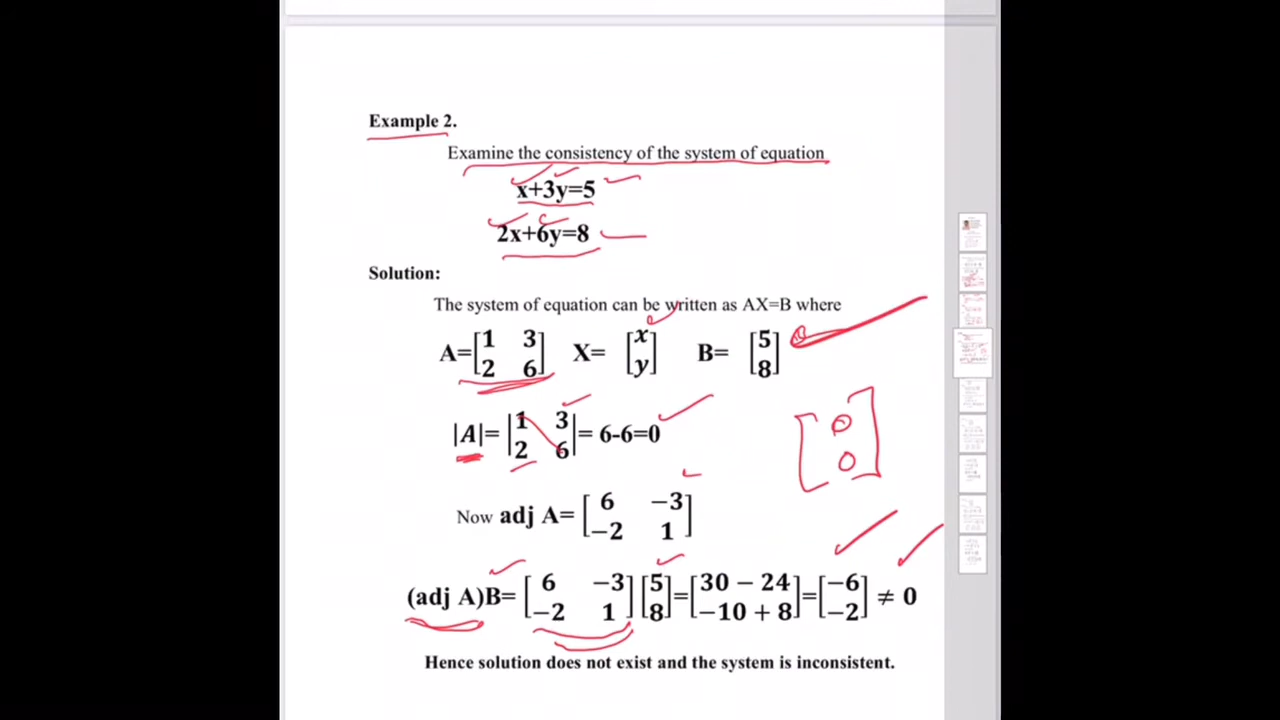 Example 2.
Examine the consistency of the system of equation
x+3y=5
2x+6y=8
Solution:
The system of equation can be written as AX=B where
A=[1 3; 2 6] X= [x; y] B= [5; 8]
|A|= |1 3; 2 6|= 6-6=0
[0; 0]
Now adj A= [6 −3; −2 1]
(adj A)B= [6 −3; −2 1] [5; 8]=[30 − 24; −10 + 8]=[−6; −2] ≠ 0
Hence solution does not exist and the system is inconsistent.